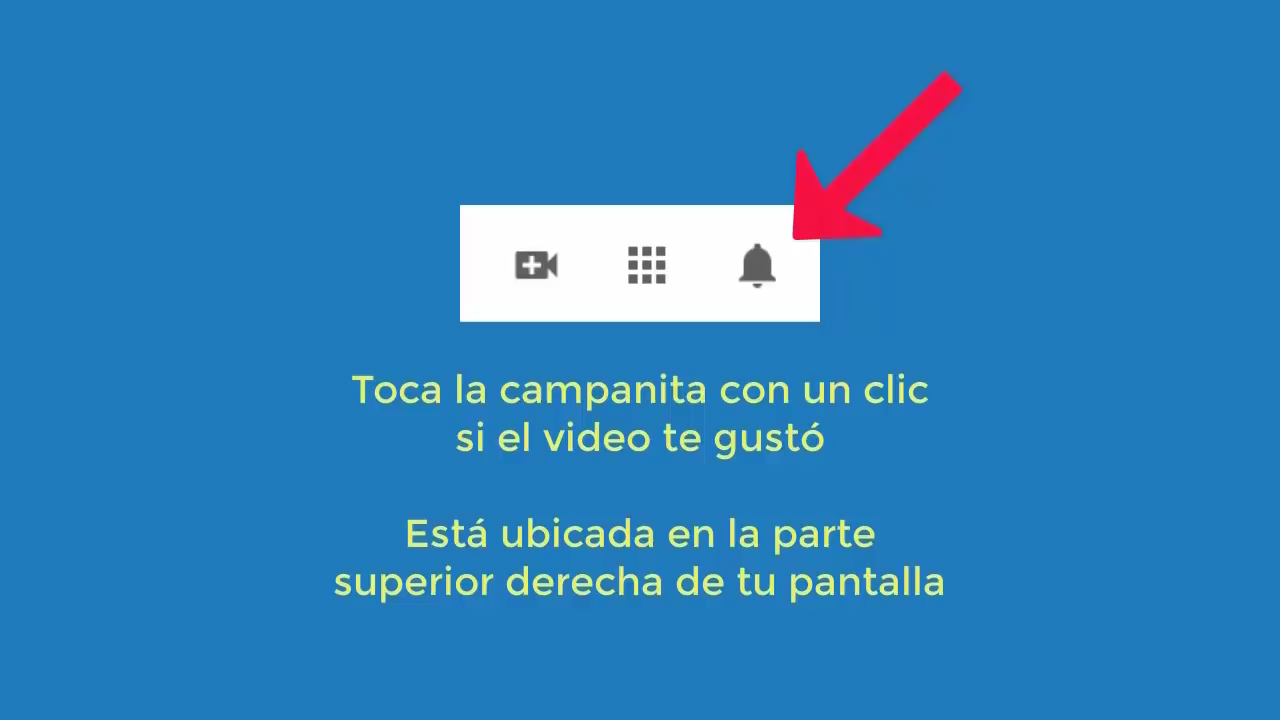 Toca la campanita con un clic
si el video te gustó
Está ubicada en la parte
superior derecha de tu pantalla